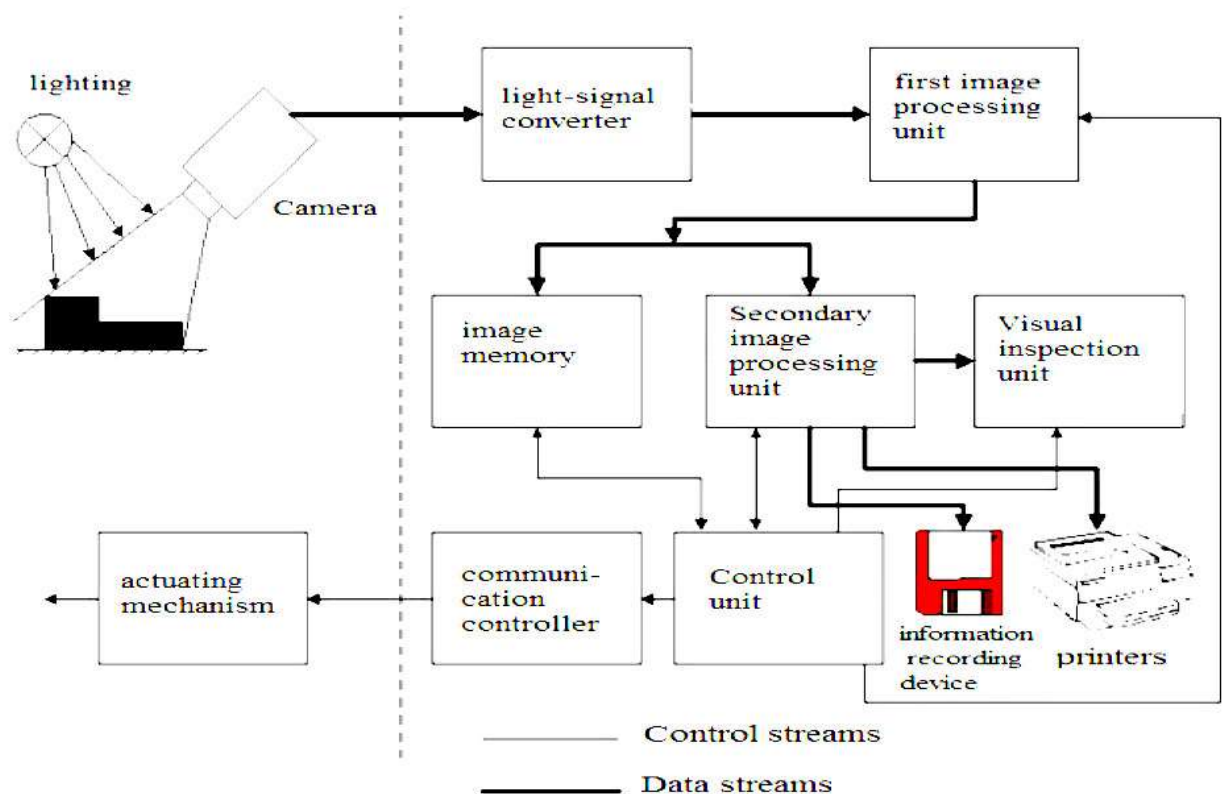 lighting
Camera
light-signal
converter
first image
processing
unit
image
memory
Secondary
image
processing
unit
Visual
inspection
unit
actuating
mechanism
communi-
cation
controller
Control
unit
information
recording
device
printers
Control streams
Data streams